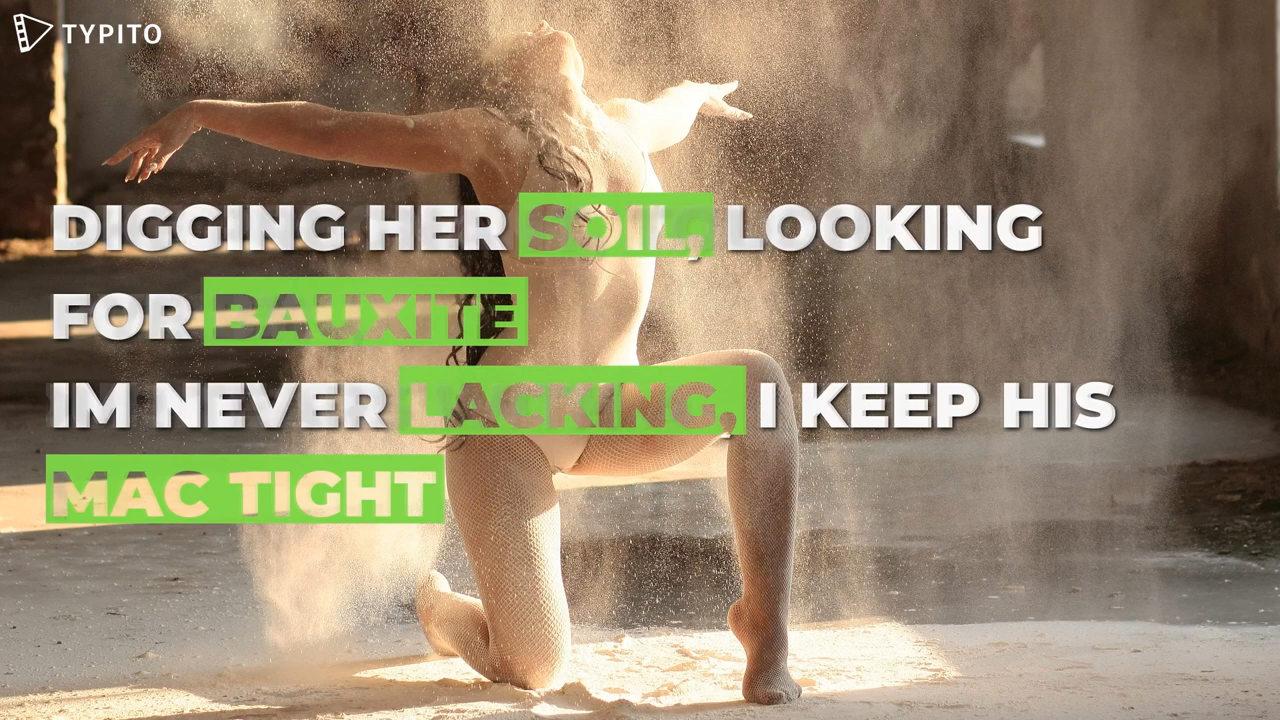 TYPITO
DIGGING HER SOIL, LOOKING
FOR BAUXITE
IM NEVER LACKING, I KEEP HIS
MAC TIGHT